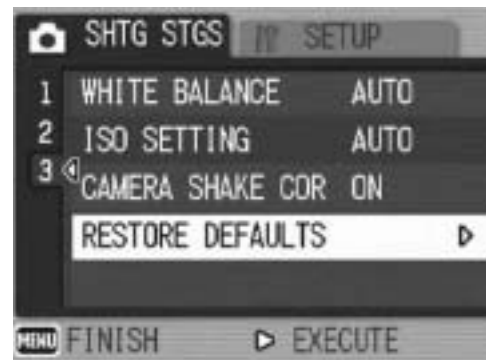 SHTG STGS SETUP
1 WHITE BALANCE AUTO
2 ISO SETTING AUTO
3 CAMERA SHAKE COR ON
RESTORE DEFAULTS
MENU FINISH EXECUTE